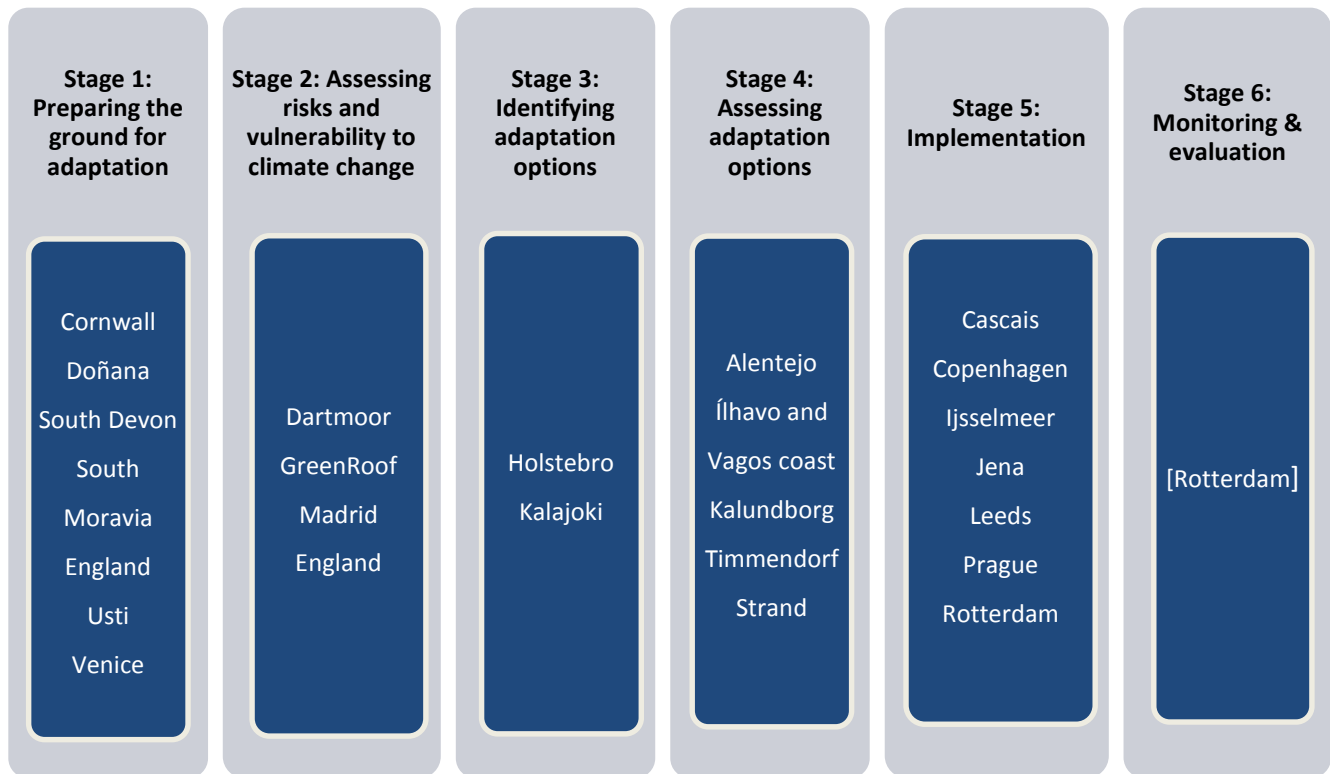 Stage 1:
Preparing the
ground for
adaptation
Cornwall
Doñana
South Devon
South
Moravia
England
Usti
Venice
Stage 2: Assessing
risks and
vulnerability to
climate change
Dartmoor
GreenRoof
Madrid
England
Stage 3:
Identifying
adaptation
options
Holstebro
Kalajoki
Stage 4:
Assessing
adaptation
options
Alentejo
Ílhavo and
Vagos coast
Kalundborg
Timmendorf
Strand
Stage 5:
Implementation
Cascais
Copenhagen
Ijsselmeer
Jena
Leeds
Prague
Rotterdam
Stage 6:
Monitoring &
evaluation
[Rotterdam]